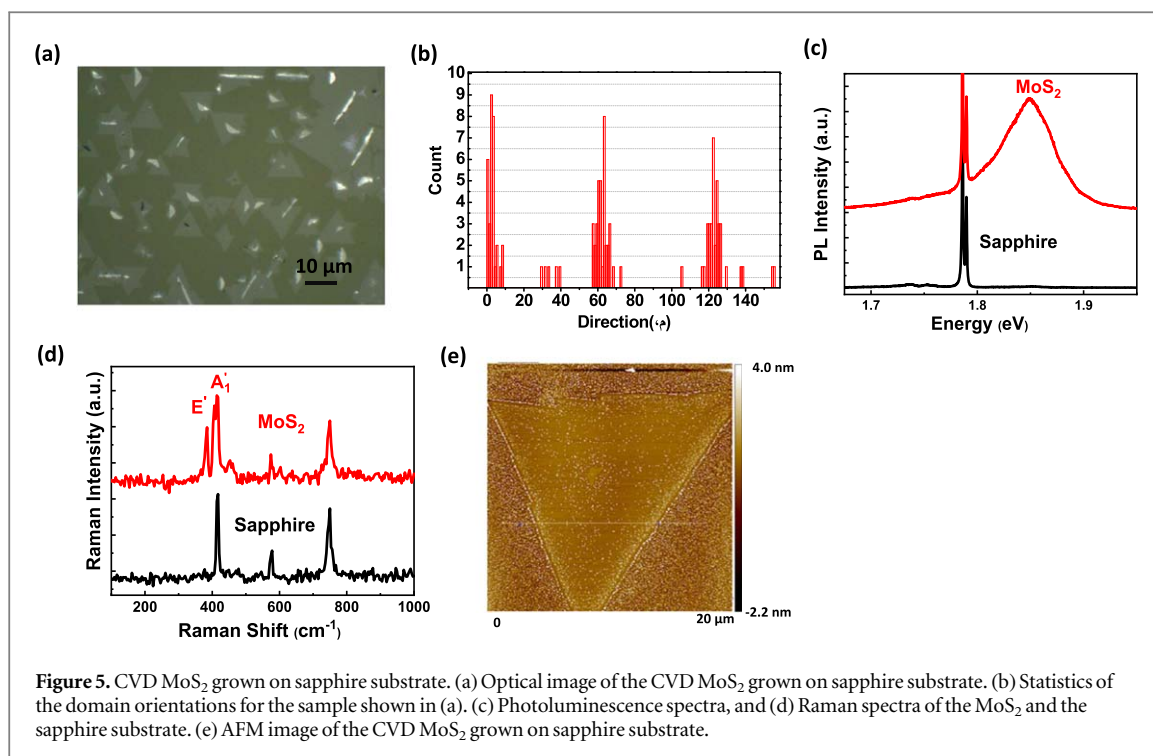 (a)
10 µm
(b)
10
9
8
7
6
5
4
3
2
1
Count
0 20 40 60 80 100 120 140
Direction(،م)
(c)
MoS₂
Sapphire
PL Intensity (a.u.)
1.7 1.8 1.9
Energy (eV)
(d)
A'₁
E'
MoS₂
Sapphire
Raman Intensity (a.u.)
200 400 600 800 1000
Raman Shift (cm⁻¹)
(e)
4.0 nm
-2.2 nm
0 20 µm
Figure 5. CVD MoS₂ grown on sapphire substrate. (a) Optical image of the CVD MoS₂ grown on sapphire substrate. (b) Statistics of
the domain orientations for the sample shown in (a). (c) Photoluminescence spectra, and (d) Raman spectra of the MoS₂ and the
sapphire substrate. (e) AFM image of the CVD MoS₂ grown on sapphire substrate.